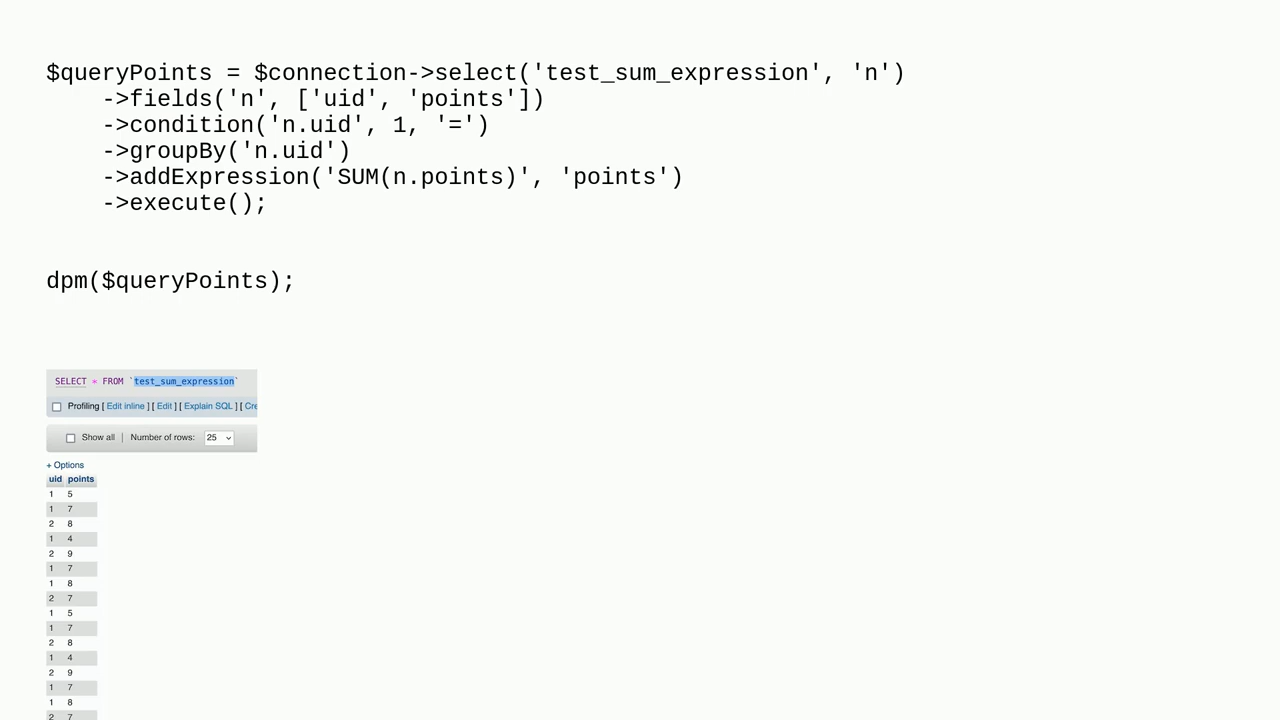 $queryPoints = $connection->select('test_sum_expression', 'n')
    ->fields('n', ['uid', 'points'])
    ->condition('n.uid', 1, '=')
    ->groupBy('n.uid')
    ->addExpression('SUM(n.points)', 'points')
    ->execute();
dpm($queryPoints);
SELECT * FROM `test_sum_expression`
Profiling [ Edit inline ] [ Edit ] [ Explain SQL ] [ Cre
Show all | Number of rows: 25
+ Options
uid points
1 5
1 7
2 8
1 4
2 9
1 7
1 8
2 7
1 5
1 7
2 8
1 4
2 9
1 7
1 8
2 7